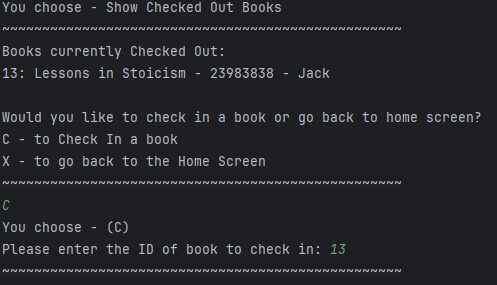 You choose - Show Checked Out Books
~~~~~~~~~~~~~~~~~~~~~~~~~~~~~~~~~~~~~~~~~~~~~~~~~~
Books currently Checked Out:
13: Lessons in Stoicism - 23983838 - Jack
Would you like to check in a book or go back to home screen?
C - to Check In a book
X - to go back to the Home Screen
~~~~~~~~~~~~~~~~~~~~~~~~~~~~~~~~~~~~~~~~~~~~~~~~~~
C
You choose - (C)
Please enter the ID of book to check in: 13
~~~~~~~~~~~~~~~~~~~~~~~~~~~~~~~~~~~~~~~~~~~~~~~~~~